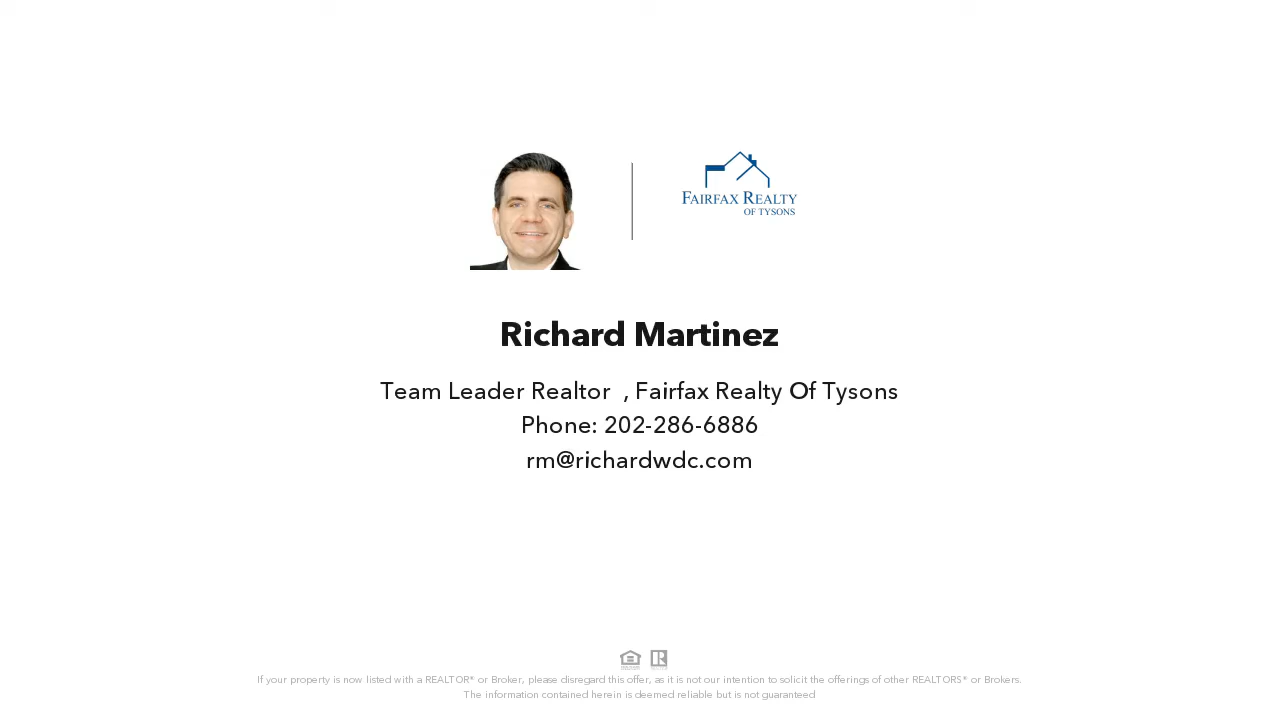 FAIRFAX REALTY
OF TYSONS
Richard Martinez
Team Leader Realtor  , Fairfax Realty Of Tysons
Phone: 202-286-6886
rm@richardwdc.com
If your property is now listed with a REALTOR® or Broker, please disregard this offer, as it is not our intention to solicit the offerings of other REALTORS® or Brokers.
The information contained herein is deemed reliable but is not guaranteed